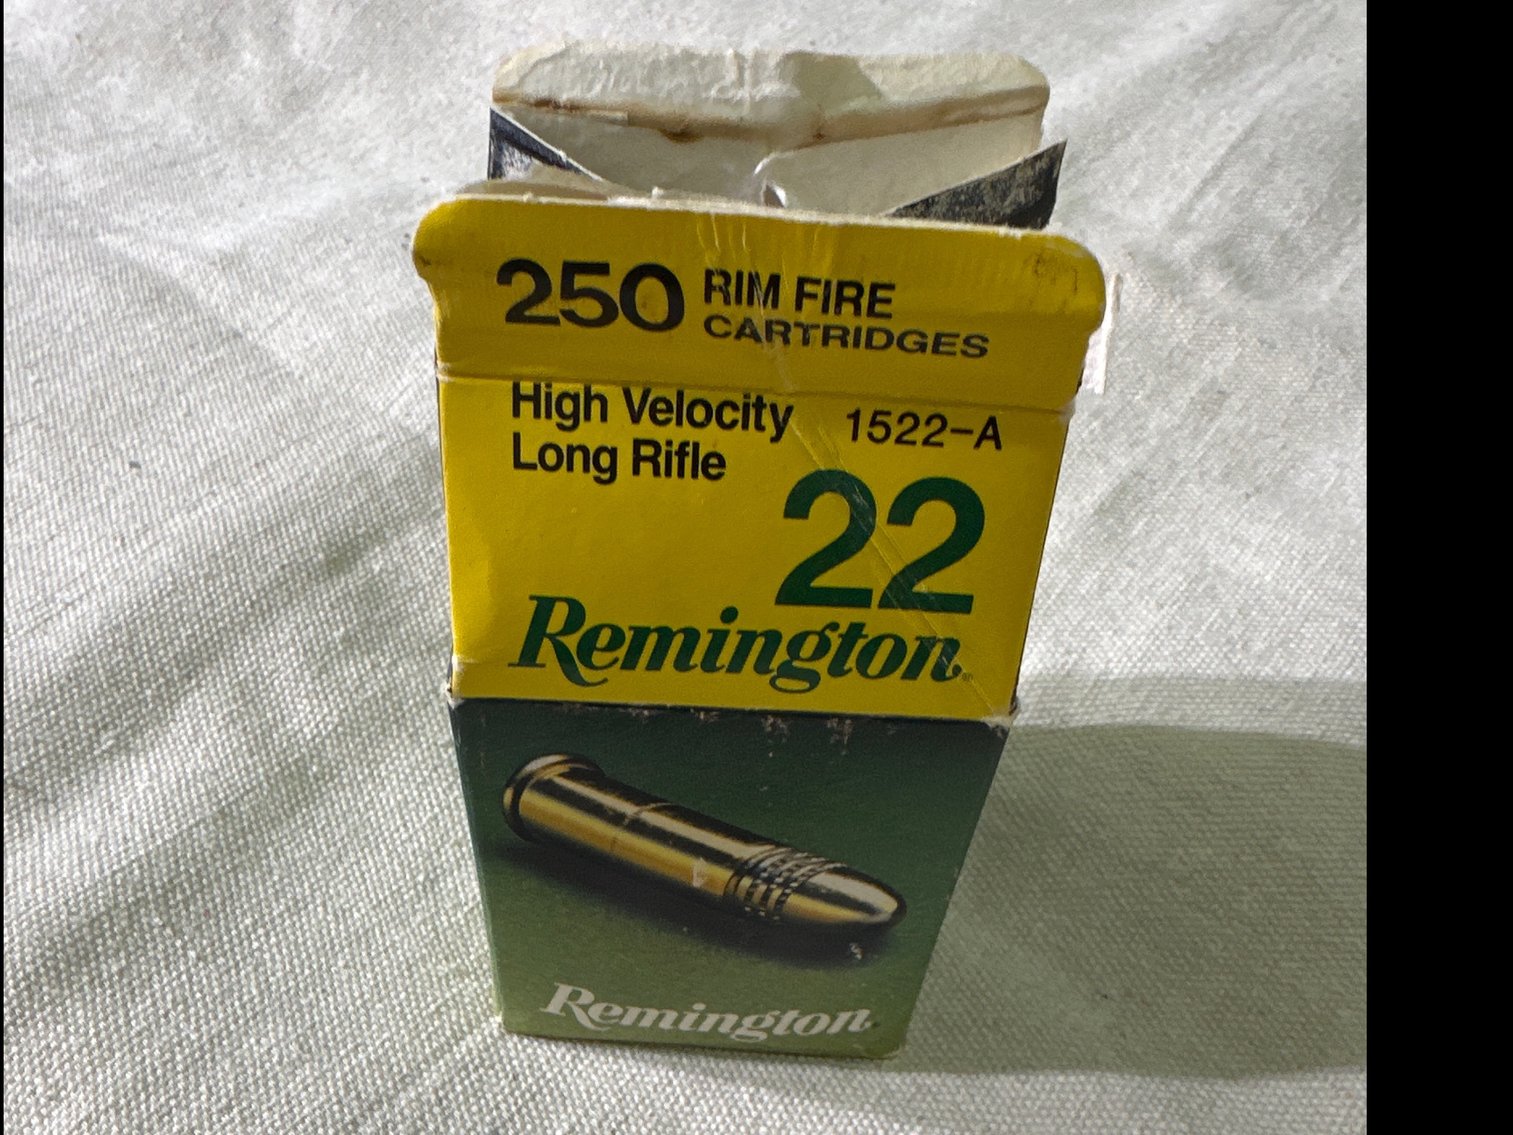 250 RIM FIRE
CARTRIDGES
High Velocity 1522-A
Long Rifle
22
Remington
Remington